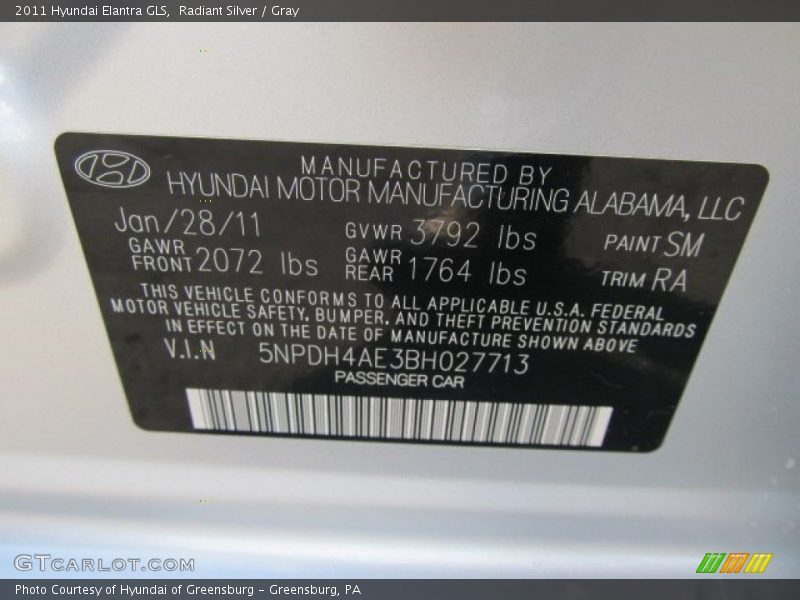 2011 Hyundai Elantra GLS,  Radiant Silver / Gray
MANUFACTURED BY
HYUNDAI MOTOR MANUFACTURING ALABAMA, LLC
Jan/28/11 GVWR 3792 lbs PAINT SM
GAWR FRONT 2072 lbs GAWR REAR 1764 lbs TRIM RA
THIS VEHICLE CONFORMS TO ALL APPLICABLE U.S.A. FEDERAL
MOTOR VEHICLE SAFETY, BUMPER, AND THEFT PREVENTION STANDARDS
IN EFFECT ON THE DATE OF MANUFACTURE SHOWN ABOVE
V.I.N 5NPDH4AE3BH027713
PASSENGER CAR
GTCARLOT.COM
Photo Courtesy of Hyundai of Greensburg - Greensburg, PA